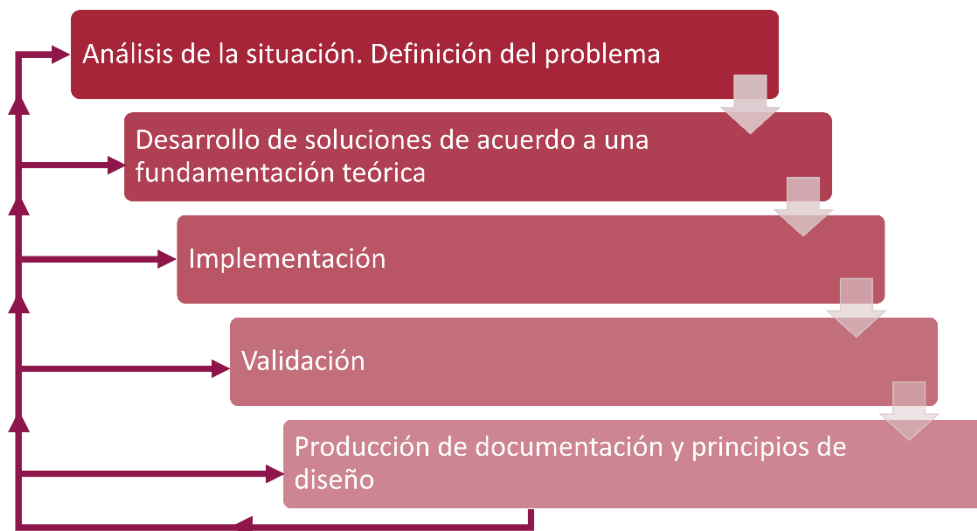 Análisis de la situación. Definición del problema
Desarrollo de soluciones de acuerdo a una
fundamentación teórica
Implementación
Validación
Producción de documentación y principios de
diseño